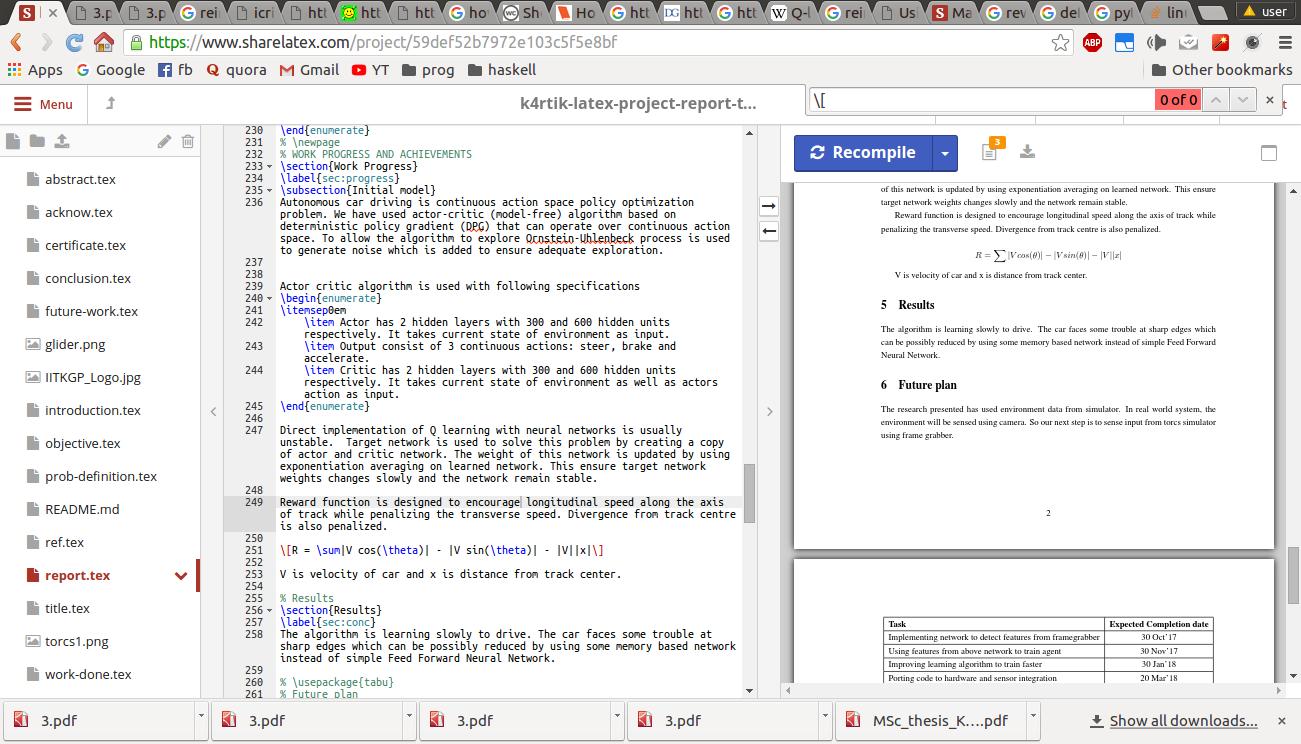 S
3.p
3.p
rei
icri
htt
htt
htt
ho
Sh
Ho
htt
htt
htt
Q-l
rei
Us
Ma
rev
del
pyl
linu
user
https://www.sharelatex.com/project/59def52b7972e103c5f5e8bf
ABP
Apps
Google
fb
quora
Gmail
YT
prog
haskell
Other bookmarks
Menu
k4rtik-latex-project-report-t...
\[
0 of 0
abstract.tex
acknow.tex
certificate.tex
conclusion.tex
future-work.tex
glider.png
IITKGP_Logo.jpg
introduction.tex
objective.tex
prob-definition.tex
README.md
ref.tex
report.tex
title.tex
torcs1.png
work-done.tex
230 \end{enumerate}
231 % \newpage
232 % WORK PROGRESS AND ACHIEVEMENTS
233 \section{Work Progress}
234 \label{sec:progress}
235 \subsection{Initial model}
236 Autonomous car driving is continuous action space policy optimization
problem. We have used actor-critic (model-free) algorithm based on
deterministic policy gradient (DPG) that can operate over continuous action
space. To allow the algorithm to explore Ornstein-Uhlenbeck process is used
to generate noise which is added to ensure adequate exploration.
237
238
239 Actor critic algorithm is used with following specifications
240 \begin{enumerate}
241 \itemsep0em
242 \item Actor has 2 hidden layers with 300 and 600 hidden units
respectively. It takes current state of environment as input.
243 \item Output consist of 3 continuous actions: steer, brake and
accelerate.
244 \item Critic has 2 hidden layers with 300 and 600 hidden units
respectively. It takes current state of environment as well as actors
action as input.
245 \end{enumerate}
246
247 Direct implementation of Q learning with neural networks is usually
unstable.  Target network is used to solve this problem by creating a copy
of actor and critic network. The weight of this network is updated by using
exponentiation averaging on learned network. This ensure target network
weights changes slowly and the network remain stable.
248
249 Reward function is designed to encourage longitudinal speed along the axis
of track while penalizing the transverse speed. Divergence from track centre
is also penalized.
250
251 \[R = \sum|V cos(\theta)| - |V sin(\theta)| - |V||x|\]
252
253 V is velocity of car and x is distance from track center.
254
255 % Results
256 \section{Results}
257 \label{sec:conc}
258 The algorithm is learning slowly to drive. The car faces some trouble at
sharp edges which can be possibly reduced by using some memory based network
instead of simple Feed Forward Neural Network.
259
260 % \usepackage{tabu}
261 % Future plan
Recompile
3
of this network is updated by using exponentiation averaging on learned network. This ensure
target network weights changes slowly and the network remain stable.
Reward function is designed to encourage longitudinal speed along the axis of track while
penalizing the transverse speed. Divergence from track centre is also penalized.
R = ∑ |V cos(θ)| − |V sin(θ)| − |V||x|
V is velocity of car and x is distance from track center.
5 Results
The algorithm is learning slowly to drive. The car faces some trouble at sharp edges which
can be possibly reduced by using some memory based network instead of simple Feed Forward
Neural Network.
6 Future plan
The research presented has used environment data from simulator. In real world system, the
environment will be sensed using camera. So our next step is to sense input from torcs simulator
using frame grabber.
2
Task Expected Completion date
Implementing network to detect features from framegrabber 30 Oct'17
Using features from above network to train agent 30 Nov'17
Improving learning algorithm to train faster 30 Jan'18
Porting code to hardware and sensor integration 20 Mar'18
3.pdf
3.pdf
3.pdf
3.pdf
MSc_thesis_K....pdf
Show all downloads...